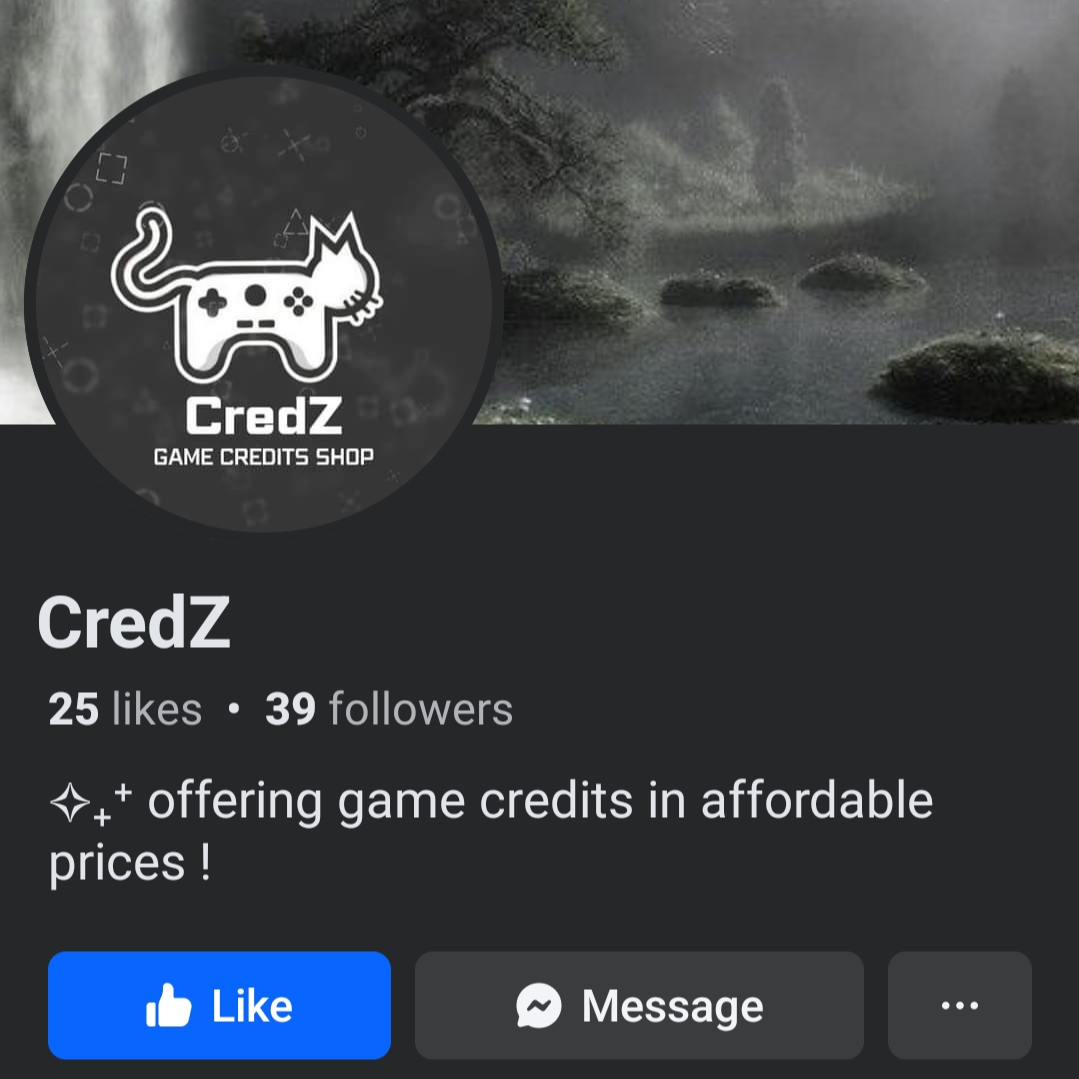 CredZ
GAME CREDITS SHOP
CredZ
25 likes • 39 followers
✧₊⁺ offering game credits in affordable
prices !
Like
Message